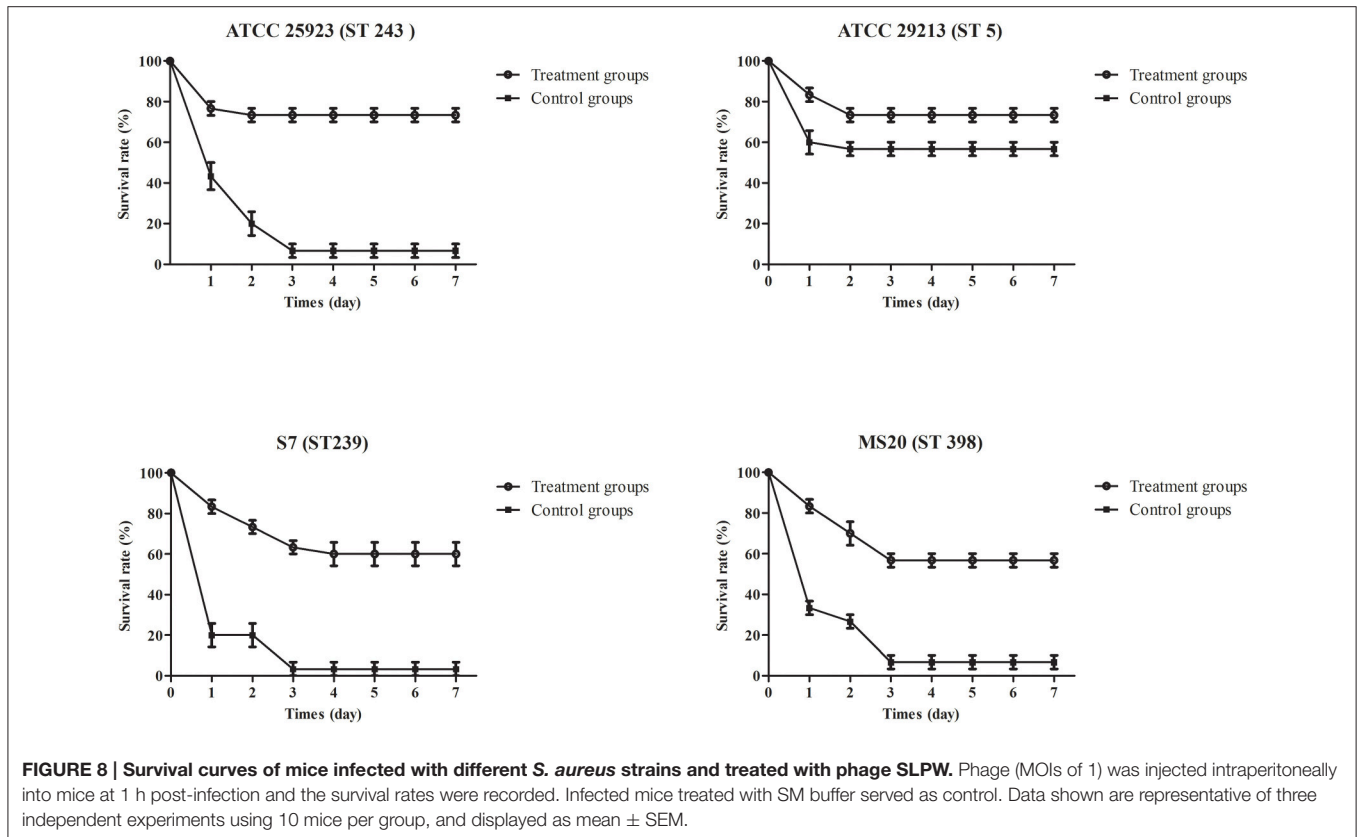 ATCC 25923 (ST 243 )
100
80
60
40
20
0
Survival rate (%)
1 2 3 4 5 6 7
Times (day)
Treatment groups
Control groups
ATCC 29213 (ST 5)
100
80
60
40
20
0
Survival rate (%)
0 1 2 3 4 5 6 7
Times (day)
Treatment groups
Control groups
S7 (ST239)
100
80
60
40
20
0
Survival rate (%)
0 1 2 3 4 5 6 7
Times (day)
Treatment groups
Control groups
MS20 (ST 398)
100
80
60
40
20
0
Survival rate (%)
0 1 2 3 4 5 6 7
Times (day)
Treatment groups
Control groups
FIGURE 8 | Survival curves of mice infected with different S. aureus strains and treated with phage SLPW. Phage (MOIs of 1) was injected intraperitoneally
into mice at 1 h post-infection and the survival rates were recorded. Infected mice treated with SM buffer served as control. Data shown are representative of three
independent experiments using 10 mice per group, and displayed as mean ± SEM.